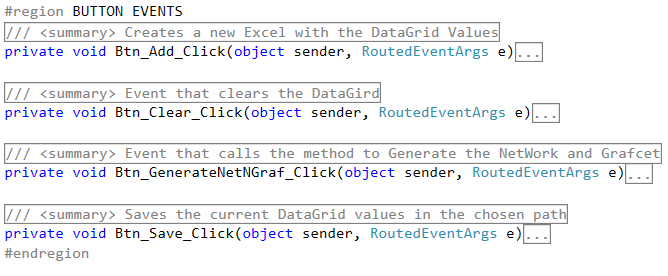 #region BUTTON EVENTS
/// <summary> Creates a new Excel with the DataGrid Values
private void Btn_Add_Click(object sender, RoutedEventArgs e)...
/// <summary> Event that clears the DataGird
private void Btn_Clear_Click(object sender, RoutedEventArgs e)...
/// <summary> Event that calls the method to Generate the NetWork and Grafcet
private void Btn_GenerateNetNGraf_Click(object sender, RoutedEventArgs e)...
/// <summary> Saves the current DataGrid values in the chosen path
private void Btn_Save_Click(object sender, RoutedEventArgs e)...
#endregion